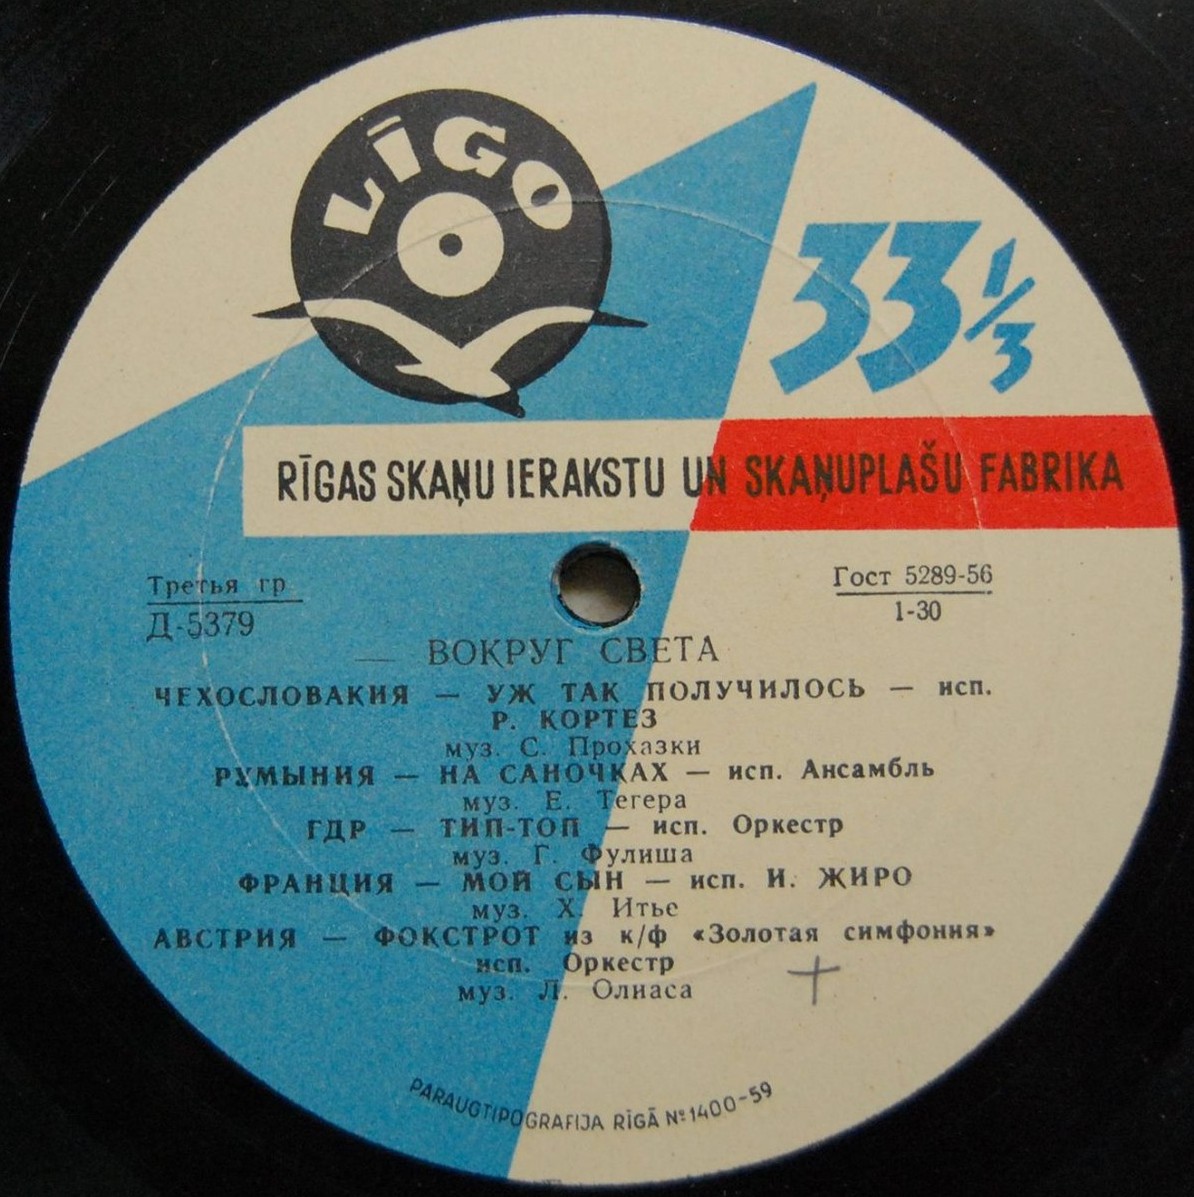 LĪGO
33 1/3
RĪGAS SKAŅU IERAKSTU UN SKAŅUPLAŠU FABRIKA
Третья гр
Д-5379
Гост 5289-56
1-30
— ВОКРУГ СВЕТА
ЧЕХОСЛОВАКИЯ — УЖ ТАК ПОЛУЧИЛОСЬ — исп.
Р. КОРТЕЗ
муз. С. Прохазки
РУМЫНИЯ — НА САНОЧКАХ — исп. Ансамбль
муз. Е. Тегера
ГДР — ТИП-ТОП — исп. Оркестр
муз. Г. Фулиша
ФРАНЦИЯ — МОЙ СЫН — исп. И. ЖИРО
муз. Х. Итье
АВСТРИЯ — ФОКСТРОТ из к/ф «Золотая симфония»
исп. Оркестр
муз. Л. Олиаса
+
PARAUGTIPOGRAFIJA RĪGĀ № 1400-59